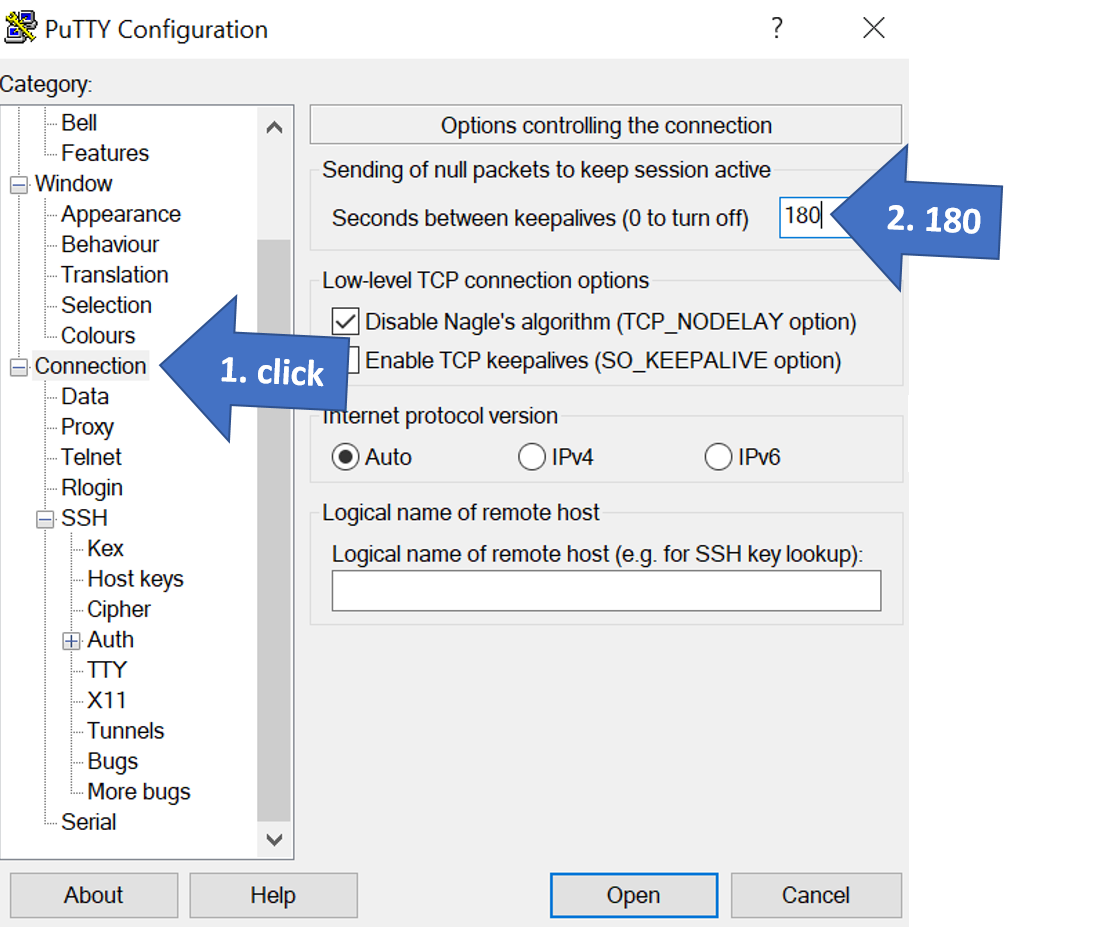 PuTTY Configuration
?
Category:
Bell
Features
Window
Appearance
Behaviour
Translation
Selection
Colours
Connection
Data
Proxy
Telnet
Rlogin
SSH
Kex
Host keys
Cipher
Auth
TTY
X11
Tunnels
Bugs
More bugs
Serial
1. click
Options controlling the connection
Sending of null packets to keep session active
Seconds between keepalives (0 to turn off)
180
2. 180
Low-level TCP connection options
Disable Nagle's algorithm (TCP_NODELAY option)
Enable TCP keepalives (SO_KEEPALIVE option)
Internet protocol version
Auto
IPv4
IPv6
Logical name of remote host
Logical name of remote host (e.g. for SSH key lookup):
About
Help
Open
Cancel